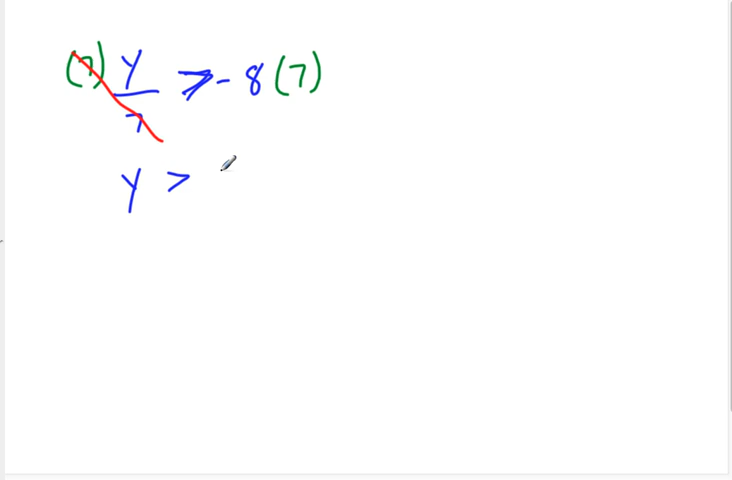 (7) y/7 > - 8 (7)
y >